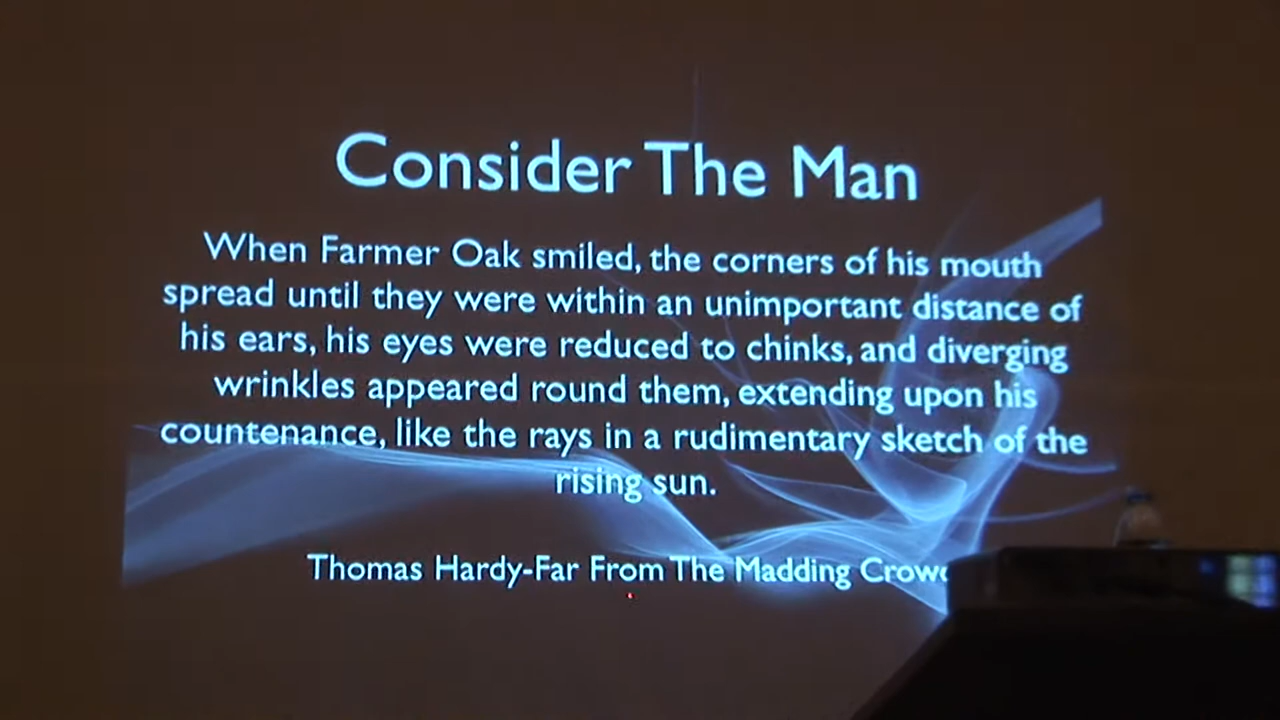 Consider The Man
When Farmer Oak smiled, the corners of his mouth
spread until they were within an unimportant distance of
his ears, his eyes were reduced to chinks, and diverging
wrinkles appeared round them, extending upon his
countenance, like the rays in a rudimentary sketch of the
rising sun.
Thomas Hardy-Far From The Madding Crow